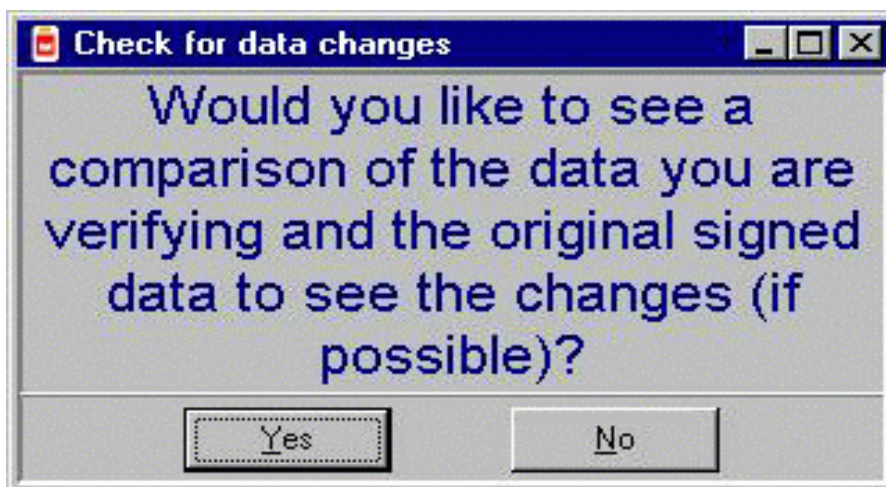 Check for data changes
Would you like to see a
comparison of the data you are
verifying and the original signed
data to see the changes (if
possible)?
Yes
No